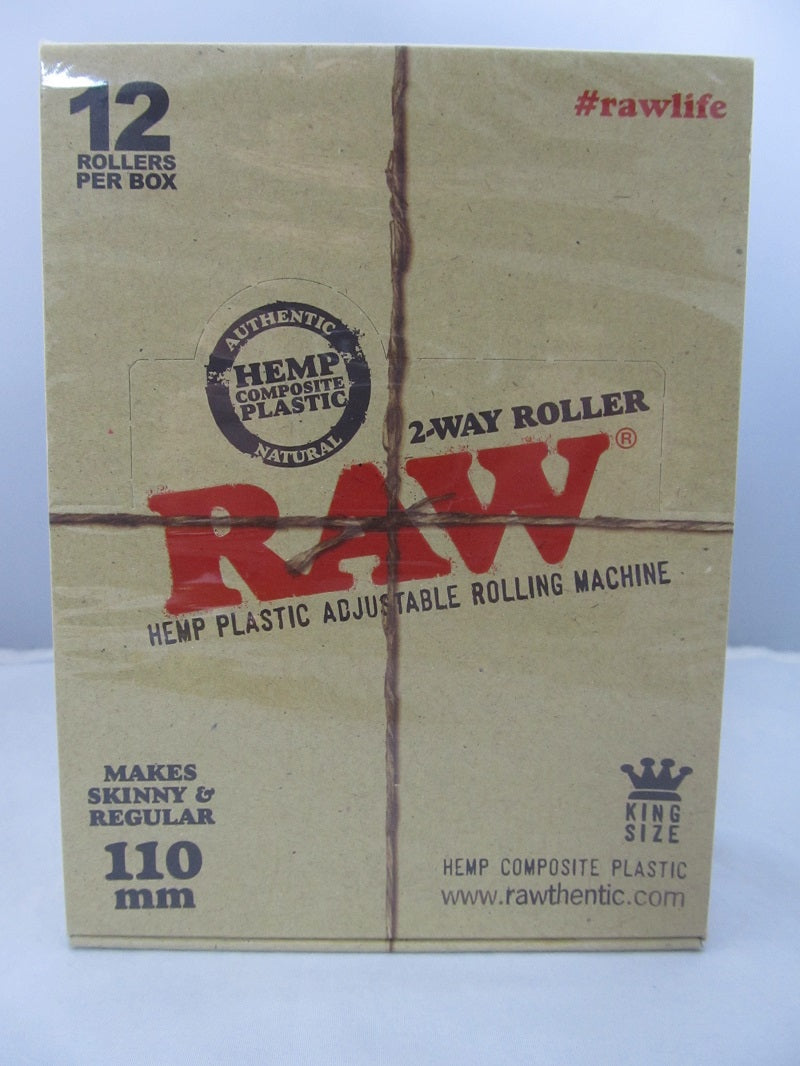 12
ROLLERS
PER BOX
#rawlife
AUTHENTIC
HEMP
COMPOSITE
PLASTIC
NATURAL
2-WAY ROLLER
RAW®
HEMP PLASTIC ADJUSTABLE ROLLING MACHINE
MAKES
SKINNY &
REGULAR
110
mm
KING
SIZE
HEMP COMPOSITE PLASTIC
www.rawthentic.com